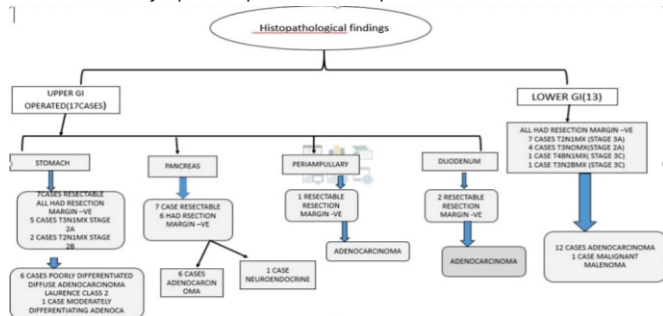 Histopathological findings
UPPER GI
OPERATED(17CASES)
LOWER GI(13)
ALL HAD RESECTION MARGIN –VE
7 CASES T2N1MX (STAGE 3A)
4 CASES T3NOMX(STAGE 2A)
1 CASE T4BN1MX) (STAGE 3C)
1 CASE T3N2BMX (STAGE 3C)
STOMACH
PANCREAS
PERIAMPULLARY
DUODENUM
7CASES RESECTABLE
ALL HAD RESECTION
MARGIN –VE
5 CASES T3N1MX STAGE
2A
2 CASES T2N1MX STAGE
2B
7 CASE RESECTABLE
6 HAD RSECTION
MARGIN –VE
1 RESECTABLE
RESECTION
MARGIN -VE
2 RESECTABLE
RESECTION
MARGIN -VE
ADENOCARCINOMA
ADENOCARCINOMA
12 CASES ADENOCARCINOMA
1 CASE MALIGNANT
MALENOMA
6
CASES
ADENOCARCIN
OMA
1 CASE
NEUROENDOCRINE
6 CASES POORLY DIFFERENTIATED
DIFFUSE ADENOCARCINOMA
LAURENCE CLASS 2
1 CASE MODERATELY
DIFFERENTIATING ADENOCA